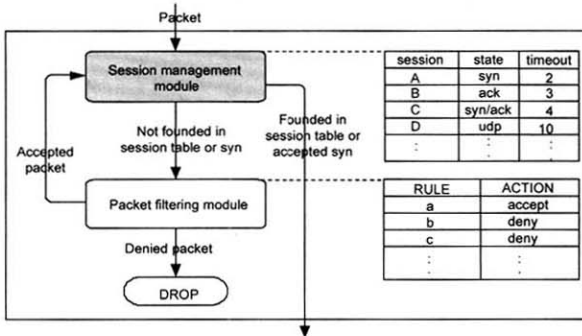 Packet
Session management
module
Not founded in
session table or syn
Founded in
session table or
accepted syn
Accepted
packet
Packet filtering module
Denied packet
DROP
session state timeout
A syn 2
B ack 3
C syn/ack 4
D udp 10
: : :
RULE ACTION
a accept
b deny
c deny
: :